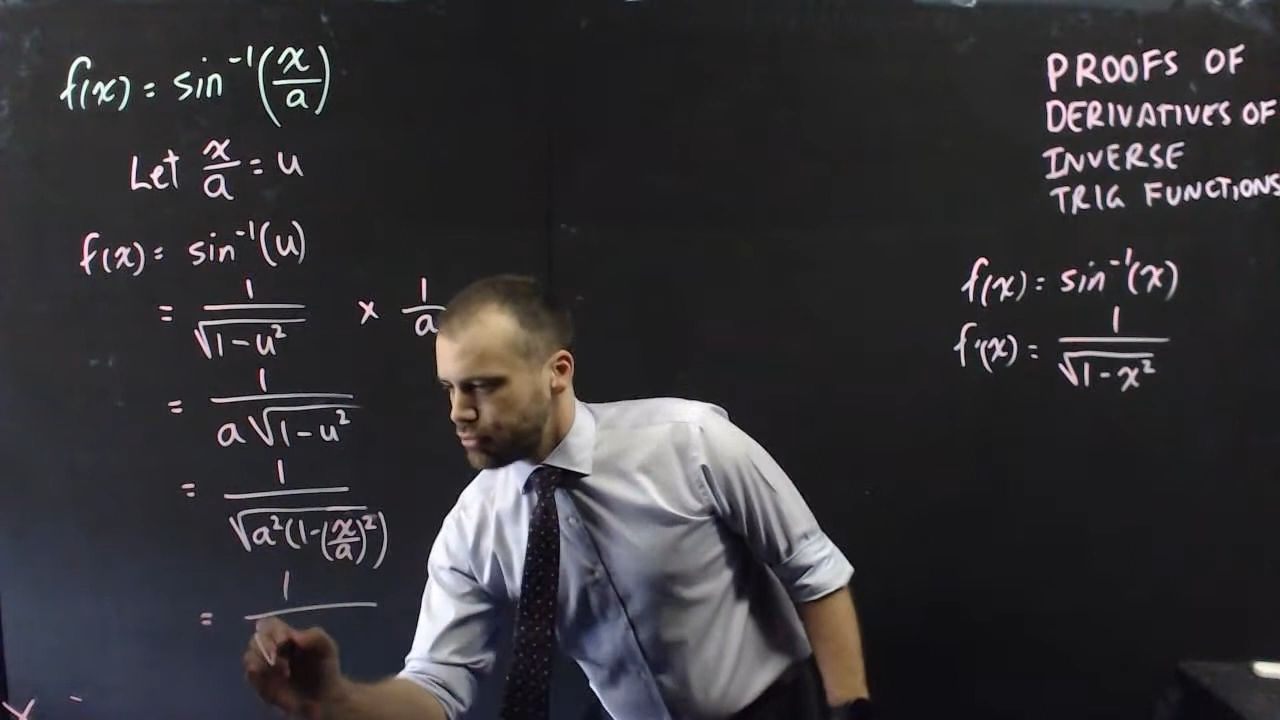 f(x) = sin⁻¹(x/a)
Let x/a = u
f(x) = sin⁻¹(u)
= 1/√(1-u²) × 1/a
= 1/(a√(1-u²))
= 1/√(a²(1-(x/a)²))
= 1/√
PROOFS OF
DERIVATIVES OF
INVERSE
TRIG FUNCTIONS
f(x) = sin⁻¹(x)
f'(x) = 1/√(1-x²)